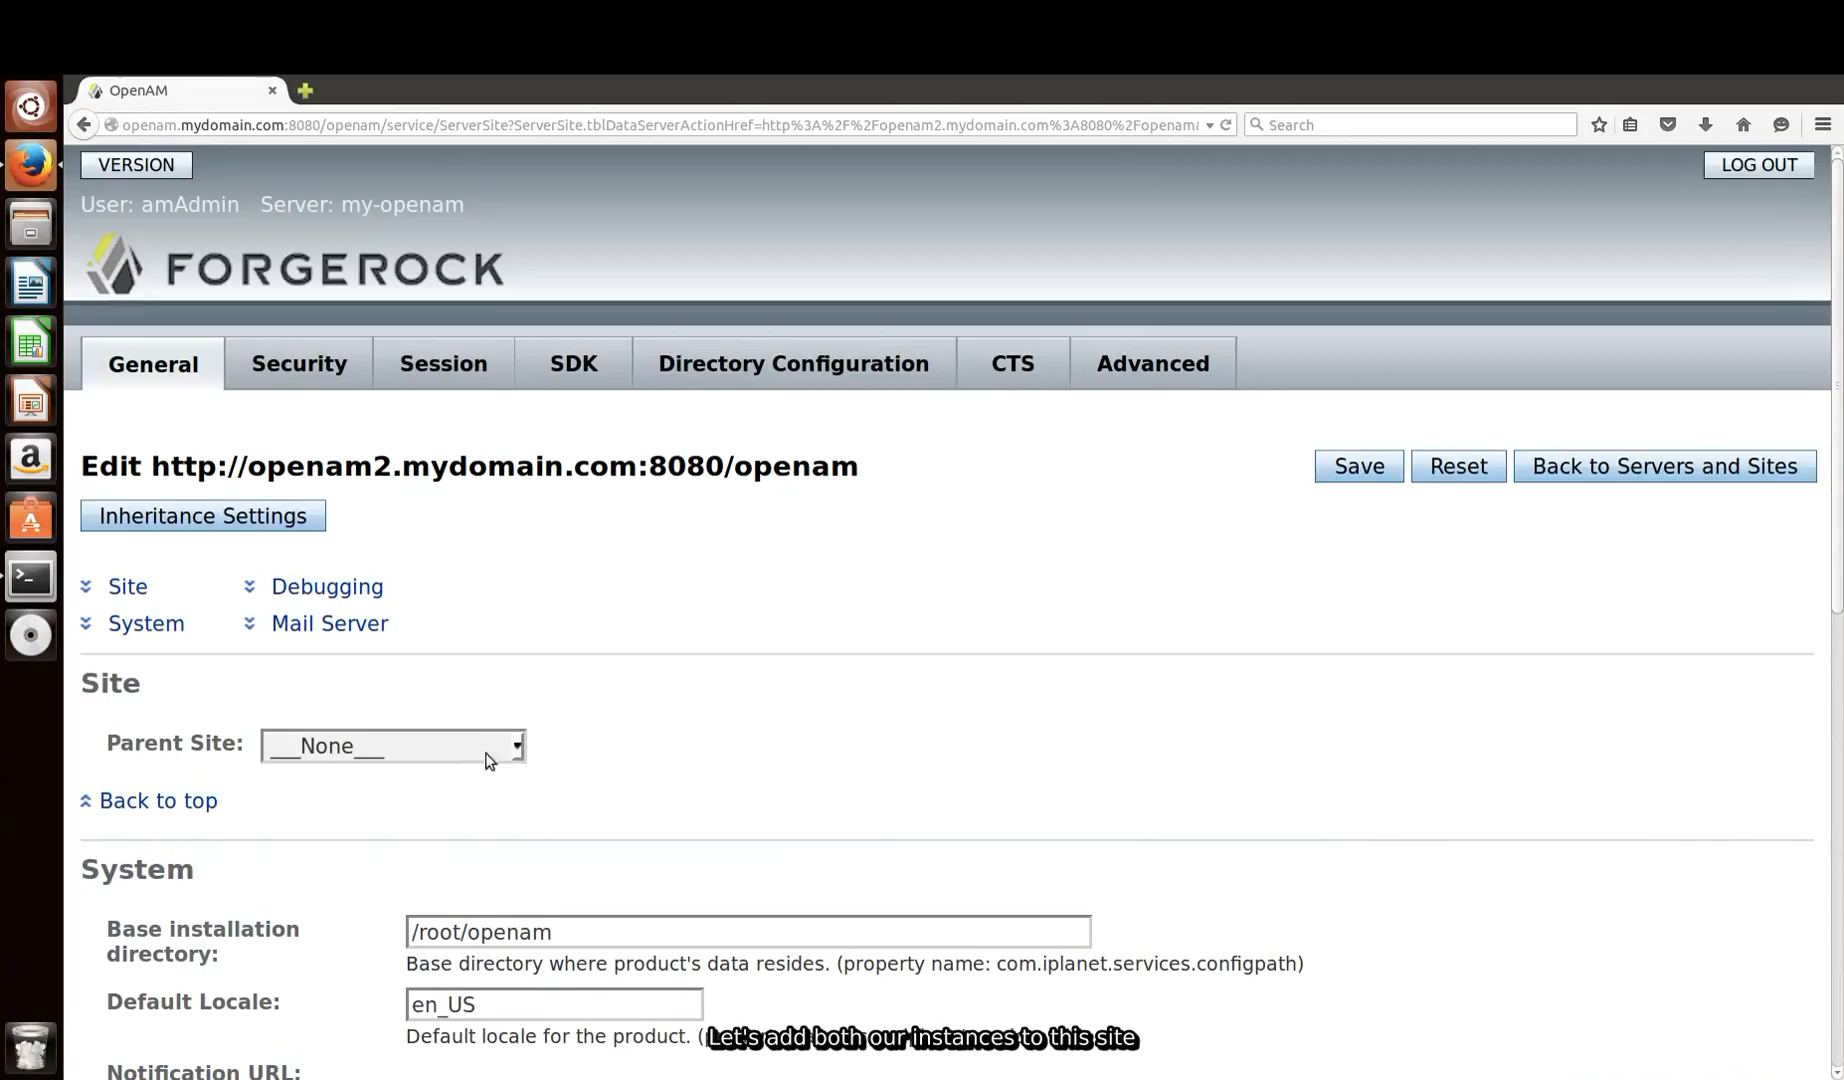 OpenAM
openam.mydomain.com:8080/openam/service/ServerSite?ServerSite.tblDataServerActionHref=http%3A%2F%2Fopenam2.mydomain.com%3A8080%2Fopenam&
Search
VERSION
LOG OUT
User: amAdmin Server: my-openam
FORGEROCK
General Security Session SDK Directory Configuration CTS Advanced
Edit http://openam2.mydomain.com:8080/openam
Save Reset Back to Servers and Sites
Inheritance Settings
Site Debugging
System Mail Server
Site
Parent Site: ___None___
Back to top
System
Base installation directory: /root/openam
Base directory where product's data resides. (property name: com.iplanet.services.configpath)
Default Locale: en_US
Default locale for the product. (
Let's add both our instances to this site
Notification URL: